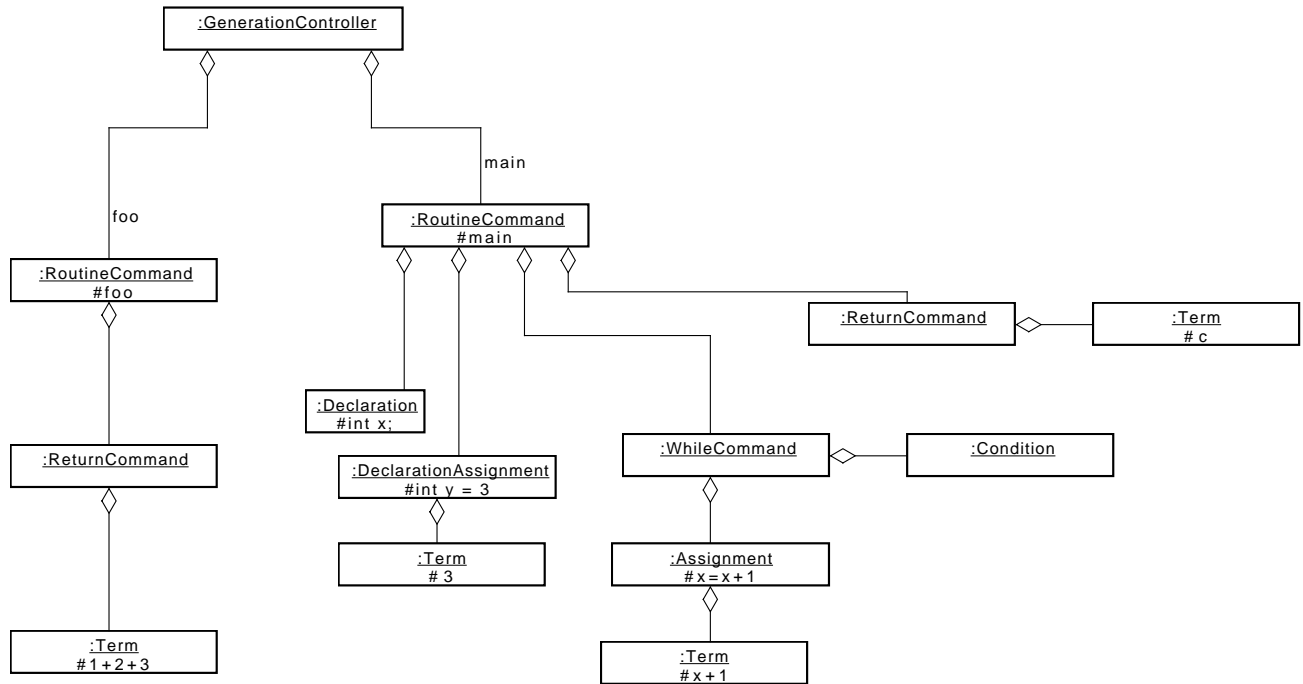 :GenerationController
main
foo
:RoutineCommand
#main
:RoutineCommand
#foo
:ReturnCommand
:Term
#c
:Declaration
#int x;
:WhileCommand
:Condition
:ReturnCommand
:DeclarationAssignment
#int y = 3
:Term
#3
:Assignment
#x=x+1
:Term
#1+2+3
:Term
#x+1